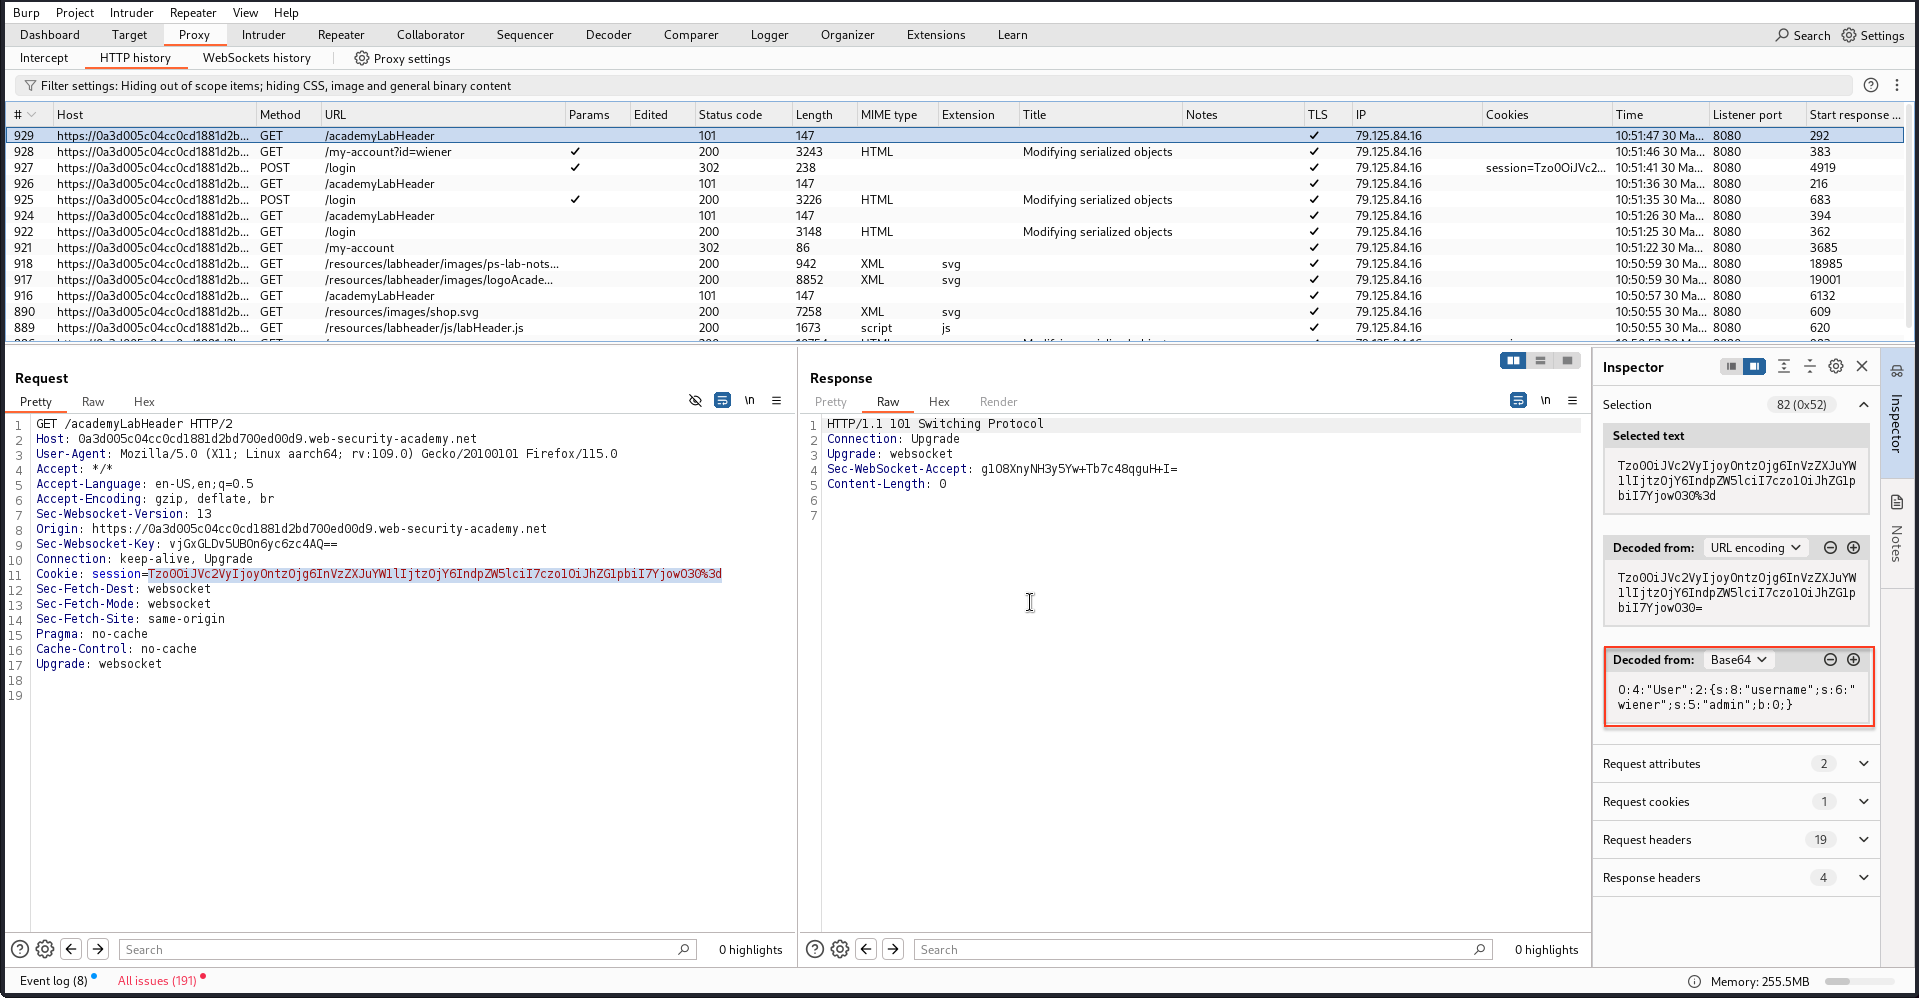 Burp Project Intruder Repeater View Help
Dashboard Target Proxy Intruder Repeater Collaborator Sequencer Decoder Comparer Logger Organizer Extensions Learn Search Settings
Intercept HTTP history WebSockets history Proxy settings
Filter settings: Hiding out of scope items; hiding CSS, image and general binary content
# Host Method URL Params Edited Status code Length MIME type Extension Title Notes TLS IP Cookies Time Listener port Start response ...
929 https://0a3d005c04cc0cd1881d2b... GET /academyLabHeader 101 147 ✓ 79.125.84.16 10:51:47 30 Ma... 8080 292
928 https://0a3d005c04cc0cd1881d2b... GET /my-account?id=wiener ✓ 200 3243 HTML Modifying serialized objects ✓ 79.125.84.16 10:51:46 30 Ma... 8080 383
927 https://0a3d005c04cc0cd1881d2b... POST /login ✓ 302 238 ✓ 79.125.84.16 session=Tzo0OiJVc2... 10:51:41 30 Ma... 8080 4919
926 https://0a3d005c04cc0cd1881d2b... GET /academyLabHeader 101 147 ✓ 79.125.84.16 10:51:36 30 Ma... 8080 216
925 https://0a3d005c04cc0cd1881d2b... POST /login ✓ 200 3226 HTML Modifying serialized objects ✓ 79.125.84.16 10:51:35 30 Ma... 8080 683
924 https://0a3d005c04cc0cd1881d2b... GET /academyLabHeader 101 147 ✓ 79.125.84.16 10:51:26 30 Ma... 8080 394
922 https://0a3d005c04cc0cd1881d2b... GET /login 200 3148 HTML Modifying serialized objects ✓ 79.125.84.16 10:51:25 30 Ma... 8080 362
921 https://0a3d005c04cc0cd1881d2b... GET /my-account 302 86 ✓ 79.125.84.16 10:51:22 30 Ma... 8080 3685
918 https://0a3d005c04cc0cd1881d2b... GET /resources/labheader/images/ps-lab-nots... 200 942 XML svg ✓ 79.125.84.16 10:50:59 30 Ma... 8080 18985
917 https://0a3d005c04cc0cd1881d2b... GET /resources/labheader/images/logoAcade... 200 8852 XML svg ✓ 79.125.84.16 10:50:59 30 Ma... 8080 19001
916 https://0a3d005c04cc0cd1881d2b... GET /academyLabHeader 101 147 ✓ 79.125.84.16 10:50:57 30 Ma... 8080 6132
890 https://0a3d005c04cc0cd1881d2b... GET /resources/images/shop.svg 200 7258 XML svg ✓ 79.125.84.16 10:50:55 30 Ma... 8080 609
889 https://0a3d005c04cc0cd1881d2b... GET /resources/labheader/js/labHeader.js 200 1673 script js ✓ 79.125.84.16 10:50:55 30 Ma... 8080 620
Request
Pretty Raw Hex \n
1 GET /academyLabHeader HTTP/2
2 Host: 0a3d005c04cc0cd1881d2bd700ed00d9.web-security-academy.net
3 User-Agent: Mozilla/5.0 (X11; Linux aarch64; rv:109.0) Gecko/20100101 Firefox/115.0
4 Accept: */*
5 Accept-Language: en-US,en;q=0.5
6 Accept-Encoding: gzip, deflate, br
7 Sec-Websocket-Version: 13
8 Origin: https://0a3d005c04cc0cd1881d2bd700ed00d9.web-security-academy.net
9 Sec-Websocket-Key: vjGxGLDv5UBOn6yc6zc4AQ==
10 Connection: keep-alive, Upgrade
11 Cookie: session=Tzo0OiJVc2VyIjoyOntzOjg6InVzZXJuYW1lIjtzOjY6IndpZW5lciI7czo1OiJhZG1pbiI7YjowO30%3d
12 Sec-Fetch-Dest: websocket
13 Sec-Fetch-Mode: websocket
14 Sec-Fetch-Site: same-origin
15 Pragma: no-cache
16 Cache-Control: no-cache
17 Upgrade: websocket
18
19
Search 0 highlights
Response
Pretty Raw Hex Render \n
1 HTTP/1.1 101 Switching Protocol
2 Connection: Upgrade
3 Upgrade: websocket
4 Sec-WebSocket-Accept: glO8XnyNH3y5Yw+Tb7c48qguH+I=
5 Content-Length: 0
6
7
Search 0 highlights
Inspector
Selection 82 (0x52)
Selected text
Tzo0OiJVc2VyIjoyOntzOjg6InVzZXJuYW
1lIjtzOjY6IndpZW5lciI7czo1OiJhZG1p
biI7YjowO30%3d
Decoded from: URL encoding
Tzo0OiJVc2VyIjoyOntzOjg6InVzZXJuYW
1lIjtzOjY6IndpZW5lciI7czo1OiJhZG1p
biI7YjowO30=
Decoded from: Base64
O:4:"User":2:{s:8:"username";s:6:"
wiener";s:5:"admin";b:0;}
Request attributes 2
Request cookies 1
Request headers 19
Response headers 4
Inspector
Notes
Event log (8) All issues (191) Memory: 255.5MB